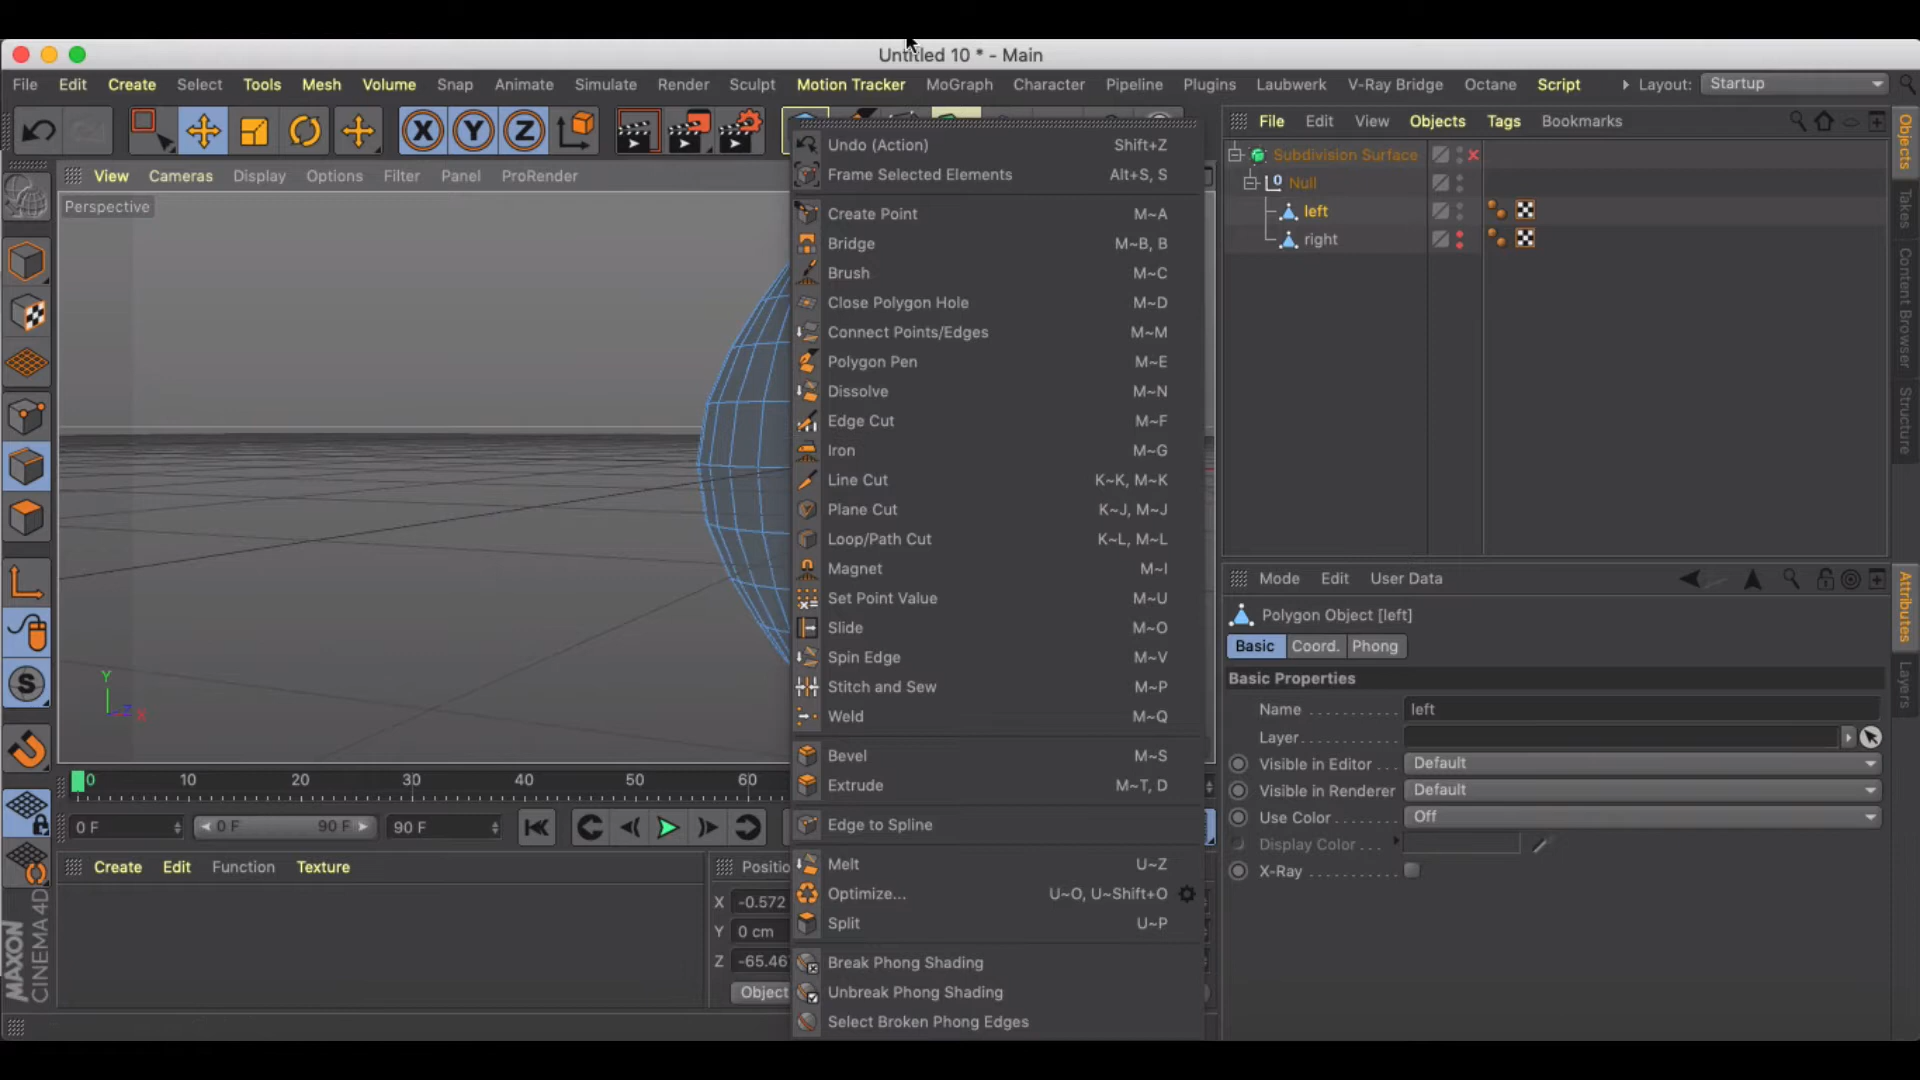 Untitled 10 * - Main
File Edit Create Select Tools Mesh Volume Snap Animate Simulate Render Sculpt Motion Tracker MoGraph Character Pipeline Plugins Laubwerk V-Ray Bridge Octane Script Layout: Startup
X Y Z
View Cameras Display Options Filter Panel ProRender
Perspective
Undo (Action) Shift+Z
Frame Selected Elements Alt+S, S
Create Point M~A
Bridge M~B, B
Brush M~C
Close Polygon Hole M~D
Connect Points/Edges M~M
Polygon Pen M~E
Dissolve M~N
Edge Cut M~F
Iron M~G
Line Cut K~K, M~K
Plane Cut K~J, M~J
Loop/Path Cut K~L, M~L
Magnet M~I
Set Point Value M~U
Slide M~O
Spin Edge M~V
Stitch and Sew M~P
Weld M~Q
Bevel M~S
Extrude M~T, D
Edge to Spline
Melt U~Z
Optimize... U~O, U~Shift+O
Split U~P
Break Phong Shading
Unbreak Phong Shading
Select Broken Phong Edges
Y
Z
X
0 10 20 30 40 50 60
0 F 0 F 90 F 90 F
Create Edit Function Texture
Positio
X -0.572
Y 0 cm
Z -65.46
Object
MAXON
CINEMA 4D
File Edit View Objects Tags Bookmarks
Subdivision Surface
Null
left
right
Objects
Takes
Content Browser
Structure
Mode Edit User Data
Polygon Object [left]
Basic Coord. Phong
Basic Properties
Name left
Layer
Visible in Editor Default
Visible in Renderer Default
Use Color Off
Display Color
X-Ray
Attributes
Layers